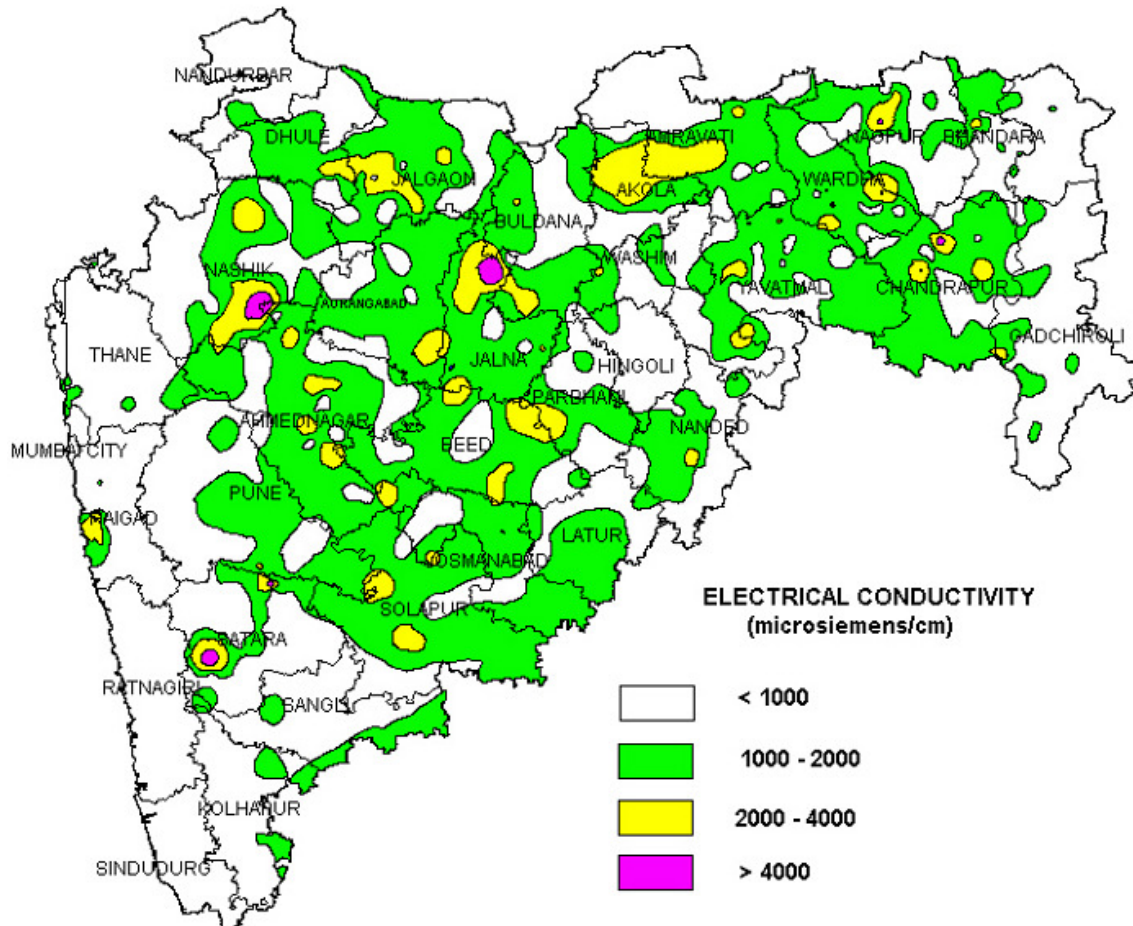 NANDURBAR
DHULE
JALGAON
AMRAVATI
NAGPUR
BHANDARA
AKOLA
WARDHA
BULDANA
NASHIK
WASHIM
AURANGABAD
YAVATMAL
CHANDRAPUR
THANE
JALNA
HINGOLI
GADCHIROLI
PARBHANI
AHMEDNAGAR
BEED
NANDED
MUMBAI CITY
PUNE
RAIGAD
LATUR
OSMANABAD
SOLAPUR
SATARA
RATNAGIRI
SANGLI
KOLHAPUR
SINDUDURG
ELECTRICAL CONDUCTIVITY
(microsiemens/cm)
< 1000
1000 - 2000
2000 - 4000
> 4000